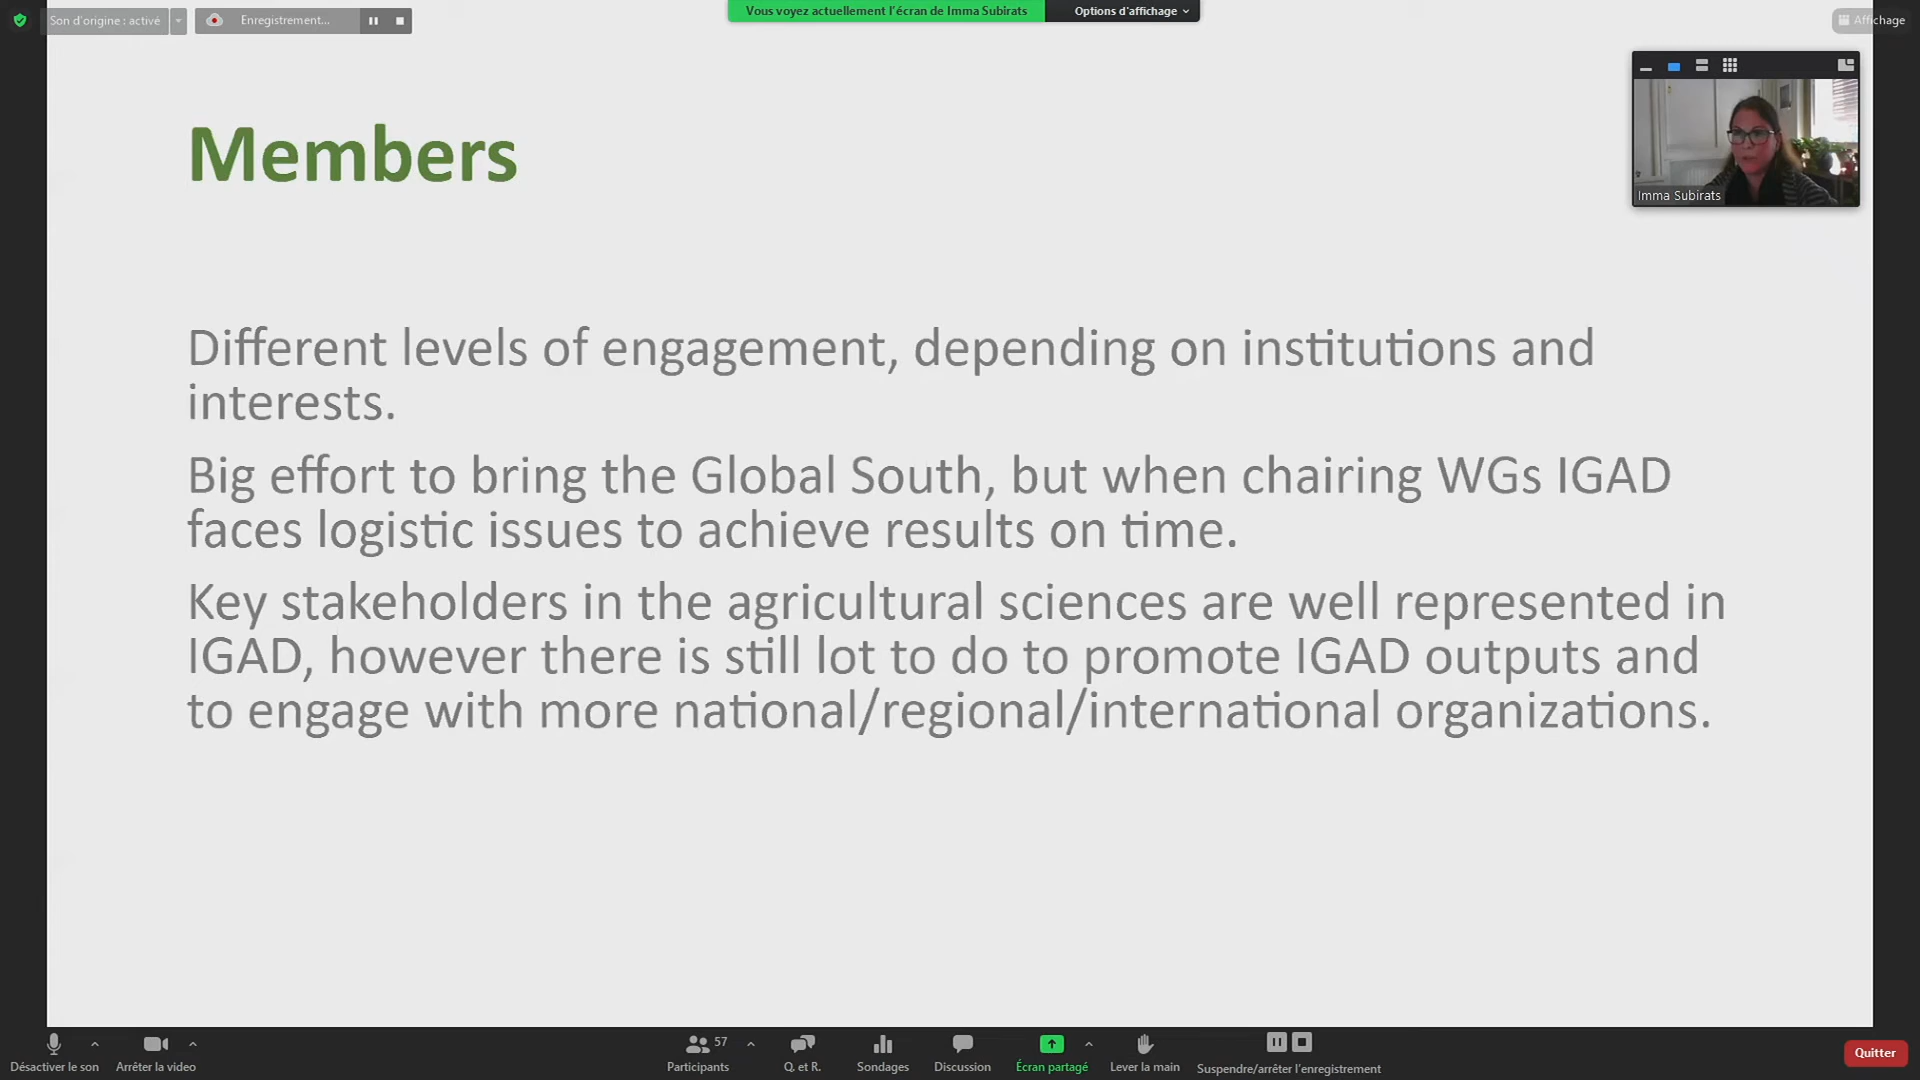 Son d'origine : activé
Enregistrement...
Vous voyez actuellement l'écran de Imma Subirats
Options d'affichage
Affichage
Imma Subirats
Members
Different levels of engagement, depending on institutions and
interests.
Big effort to bring the Global South, but when chairing WGs IGAD
faces logistic issues to achieve results on time.
Key stakeholders in the agricultural sciences are well represented in
IGAD, however there is still lot to do to promote IGAD outputs and
to engage with more national/regional/international organizations.
Désactiver le son
Arrêter la video
57
Participants
Q. et R.
Sondages
Discussion
Écran partagé
Lever la main
Suspendre/arrêter l'enregistrement
Quitter